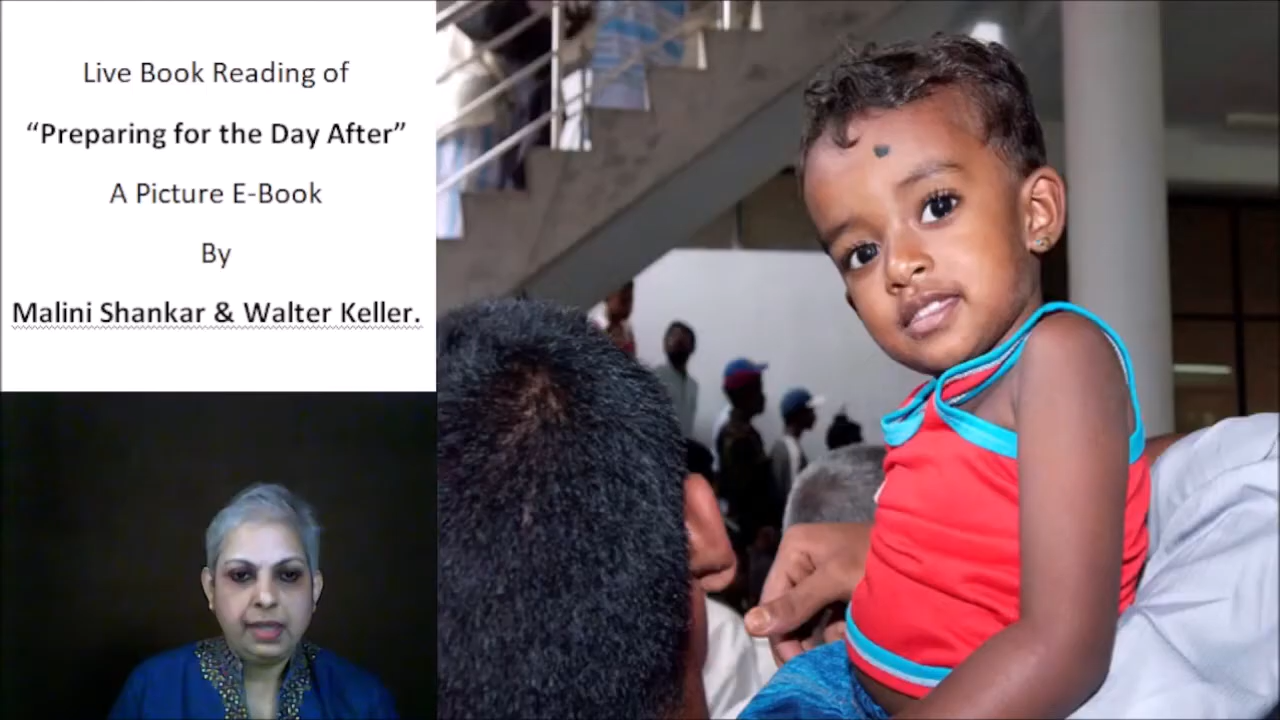 Live Book Reading of
“Preparing for the Day After”
A Picture E-Book
By
Malini Shankar & Walter Keller.